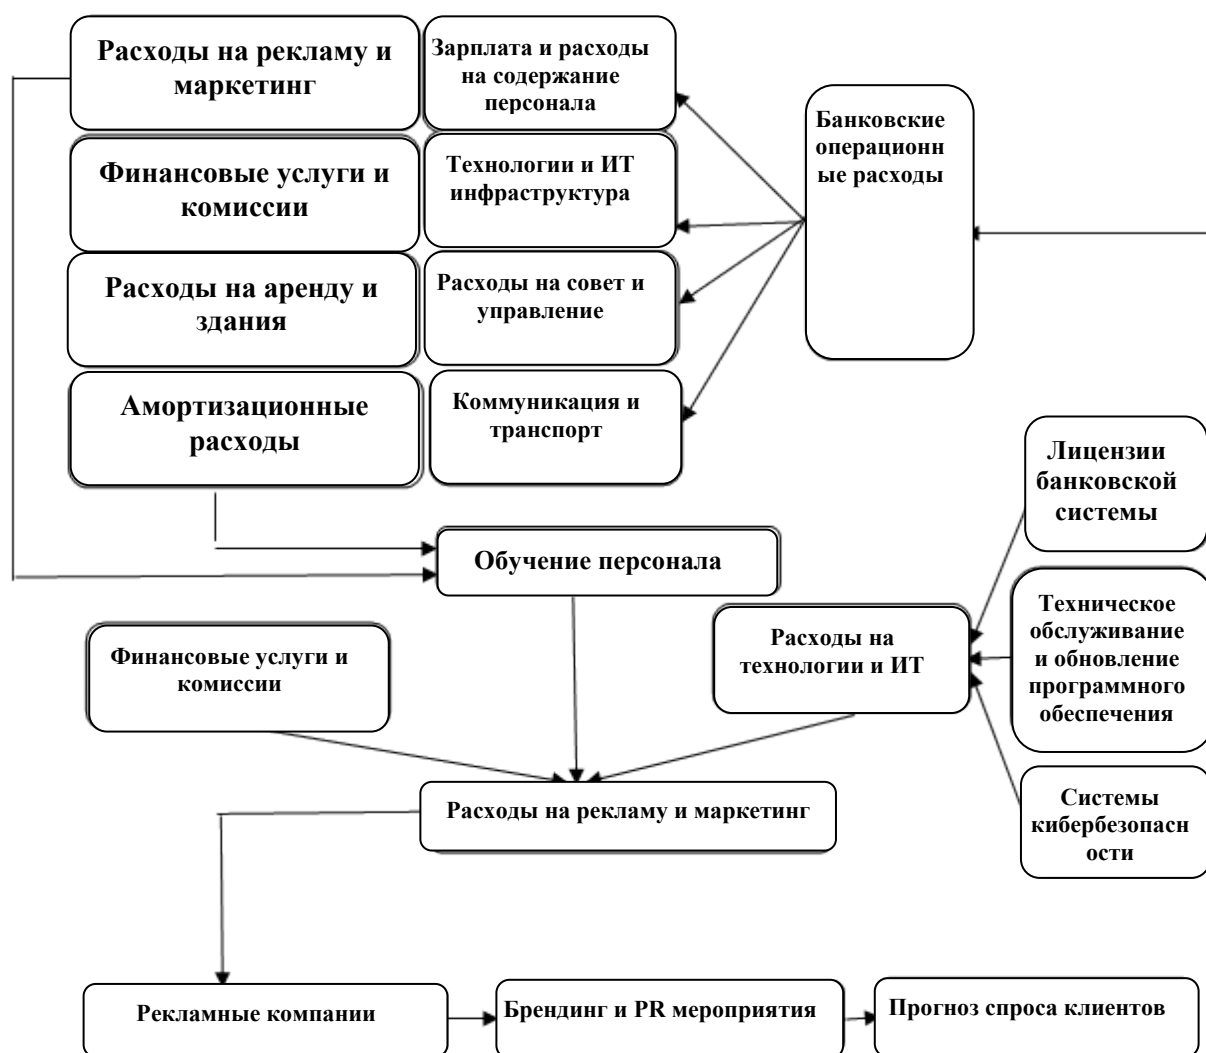 Расходы на рекламу и
маркетинг
Зарплата и расходы
на содержание
персонала
Банковские
операционн
ые расходы
Финансовые услуги и
комиссии
Технологии и ИТ
инфраструктура
Расходы на аренду и
здания
Расходы на совет и
управление
Амортизационные
расходы
Коммуникация и
транспорт
Лицензии
банковской
системы
Обучение персонала
Техническое
обслуживание
и обновление
программного
обеспечения
Финансовые услуги и
комиссии
Расходы на
технологии и ИТ
Системы
кибербезопасн
ости
Расходы на рекламу и маркетинг
Рекламные компании
Брендинг и PR мероприятия
Прогноз спроса клиентов